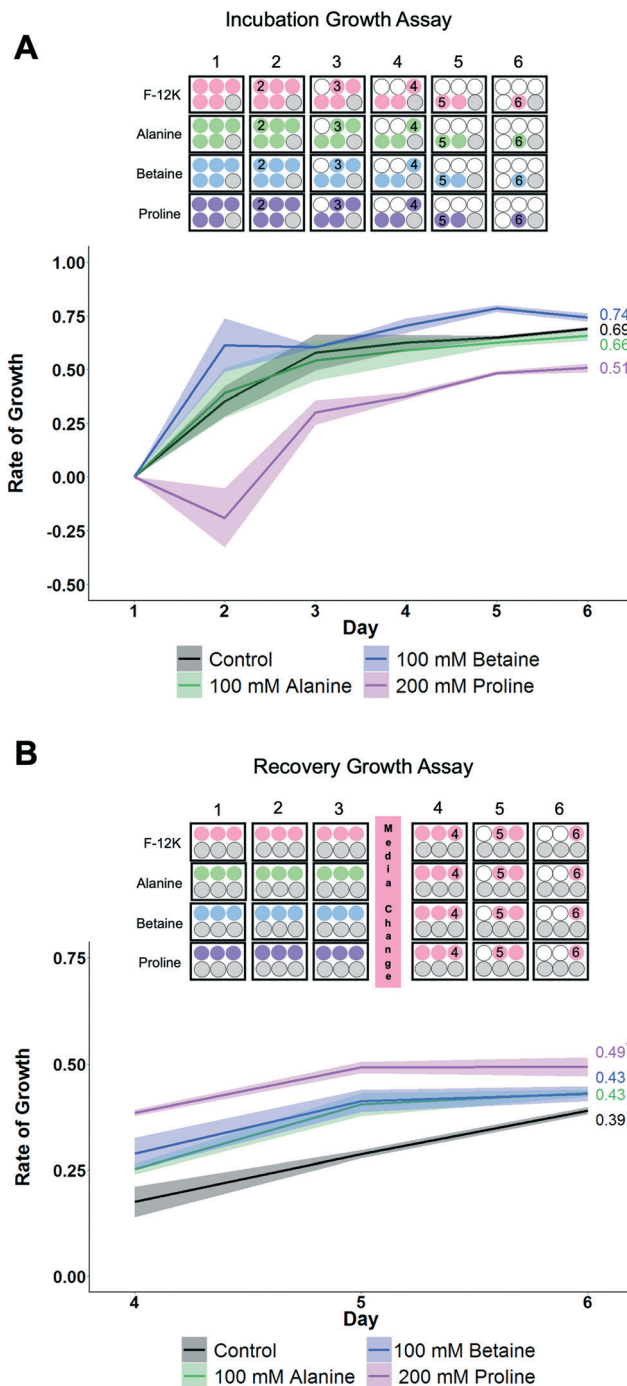 A
Incubation Growth Assay
1 2 3 4 5 6
F-12K 2 3 4 5 6
Alanine 2 3 4 5 6
Betaine 2 3 4 5 6
Proline 2 3 4 5 6
Rate of Growth
1.00
0.75
0.50
0.25
0.00
-0.25
-0.50
0.74
0.69
0.66
0.51
1 2 3 4 5 6
Day
Control 100 mM Betaine
100 mM Alanine 200 mM Proline
B
Recovery Growth Assay
1 2 3 4 5 6
Media Change
F-12K 4 5 6
Alanine 4 5 6
Betaine 4 5 6
Proline 4 5 6
Rate of Growth
0.75
0.50
0.25
0.00
0.49
0.43
0.43
0.39
4 5 6
Day
Control 100 mM Betaine
100 mM Alanine 200 mM Proline